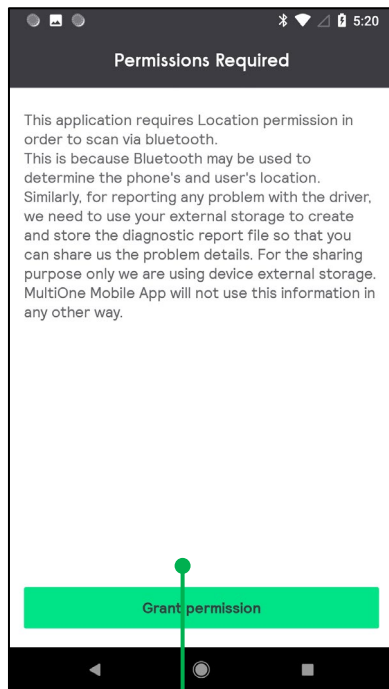 5:20
Permissions Required
This application requires Location permission in
order to scan via bluetooth.
This is because Bluetooth may be used to
determine the phone's and user's location.
Similarly, for reporting any problem with the driver,
we need to use your external storage to create
and store the diagnostic report file so that you
can share us the problem details. For the sharing
purpose only we are using device external storage.
MultiOne Mobile App will not use this information in
any other way.
Grant permission